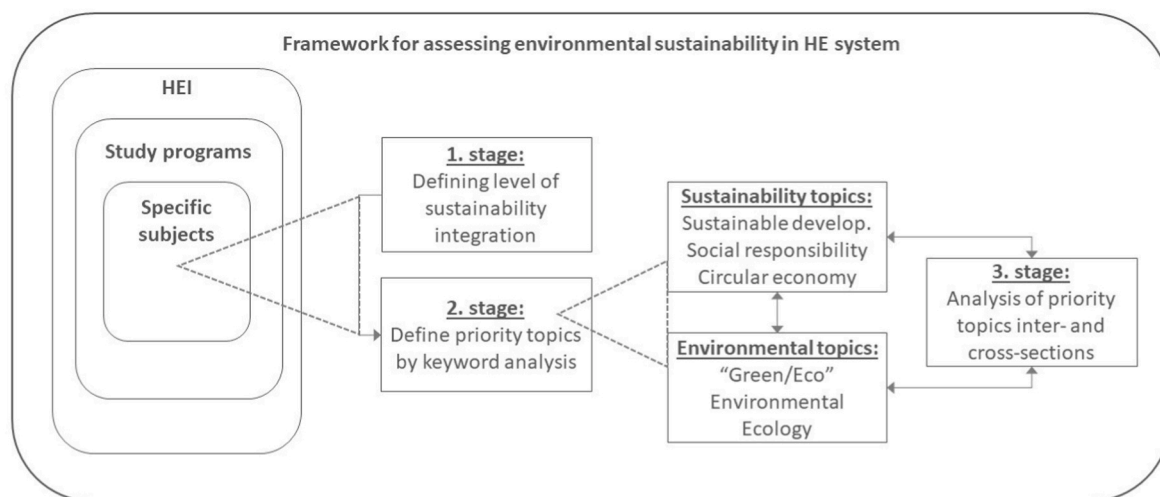 Framework for assessing environmental sustainability in HE system
HEI
Study programs
Specific
subjects
1. stage:
Defining level of
sustainability
integration
2. stage:
Define priority topics
by keyword analysis
Sustainability topics:
Sustainable develop.
Social responsibility
Circular economy
Environmental topics:
“Green/Eco”
Environmental
Ecology
3. stage:
Analysis of priority
topics inter- and
cross-sections